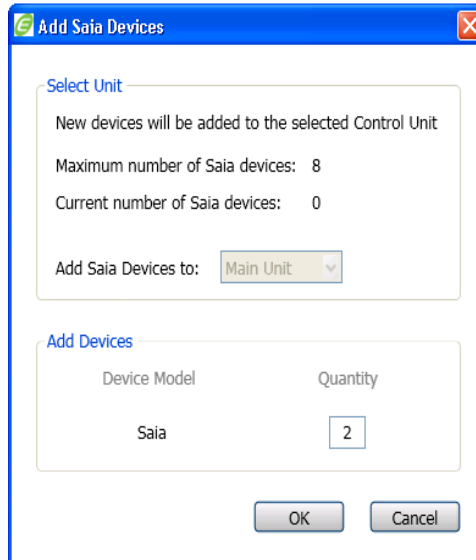 Add Saia Devices
Select Unit
New devices will be added to the selected Control Unit
Maximum number of Saia devices: 8
Current number of Saia devices: 0
Add Saia Devices to: Main Unit
Add Devices
Device Model Quantity
Saia 2
OK Cancel